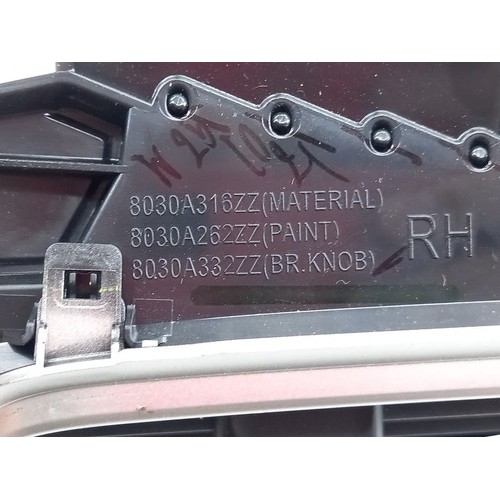 8030A316ZZ(MATERIAL)
8030A262ZZ(PAINT)
8030A332ZZ(BR.KNOB)
RH